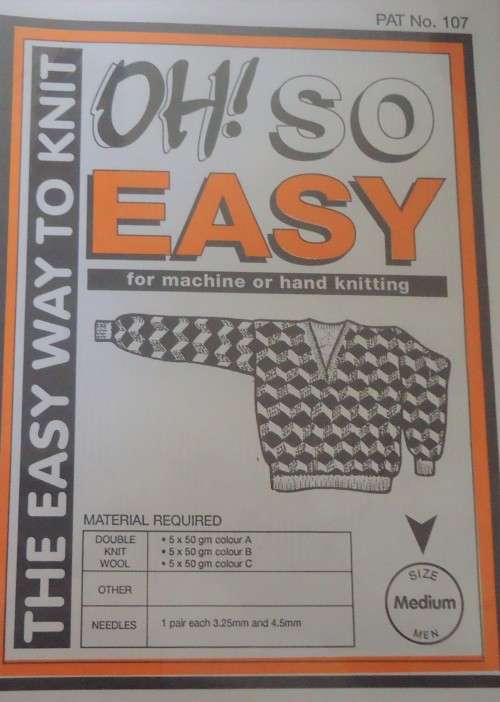 PAT No. 107
THE EASY WAY TO KNIT
OH! SO
EASY
for machine or hand knitting
MATERIAL REQUIRED
DOUBLE KNIT WOOL
• 5 x 50 gm colour A
• 5 x 50 gm colour B
• 5 x 50 gm colour C
OTHER
NEEDLES 1 pair each 3.25mm and 4.5mm
SIZE
Medium
MEN